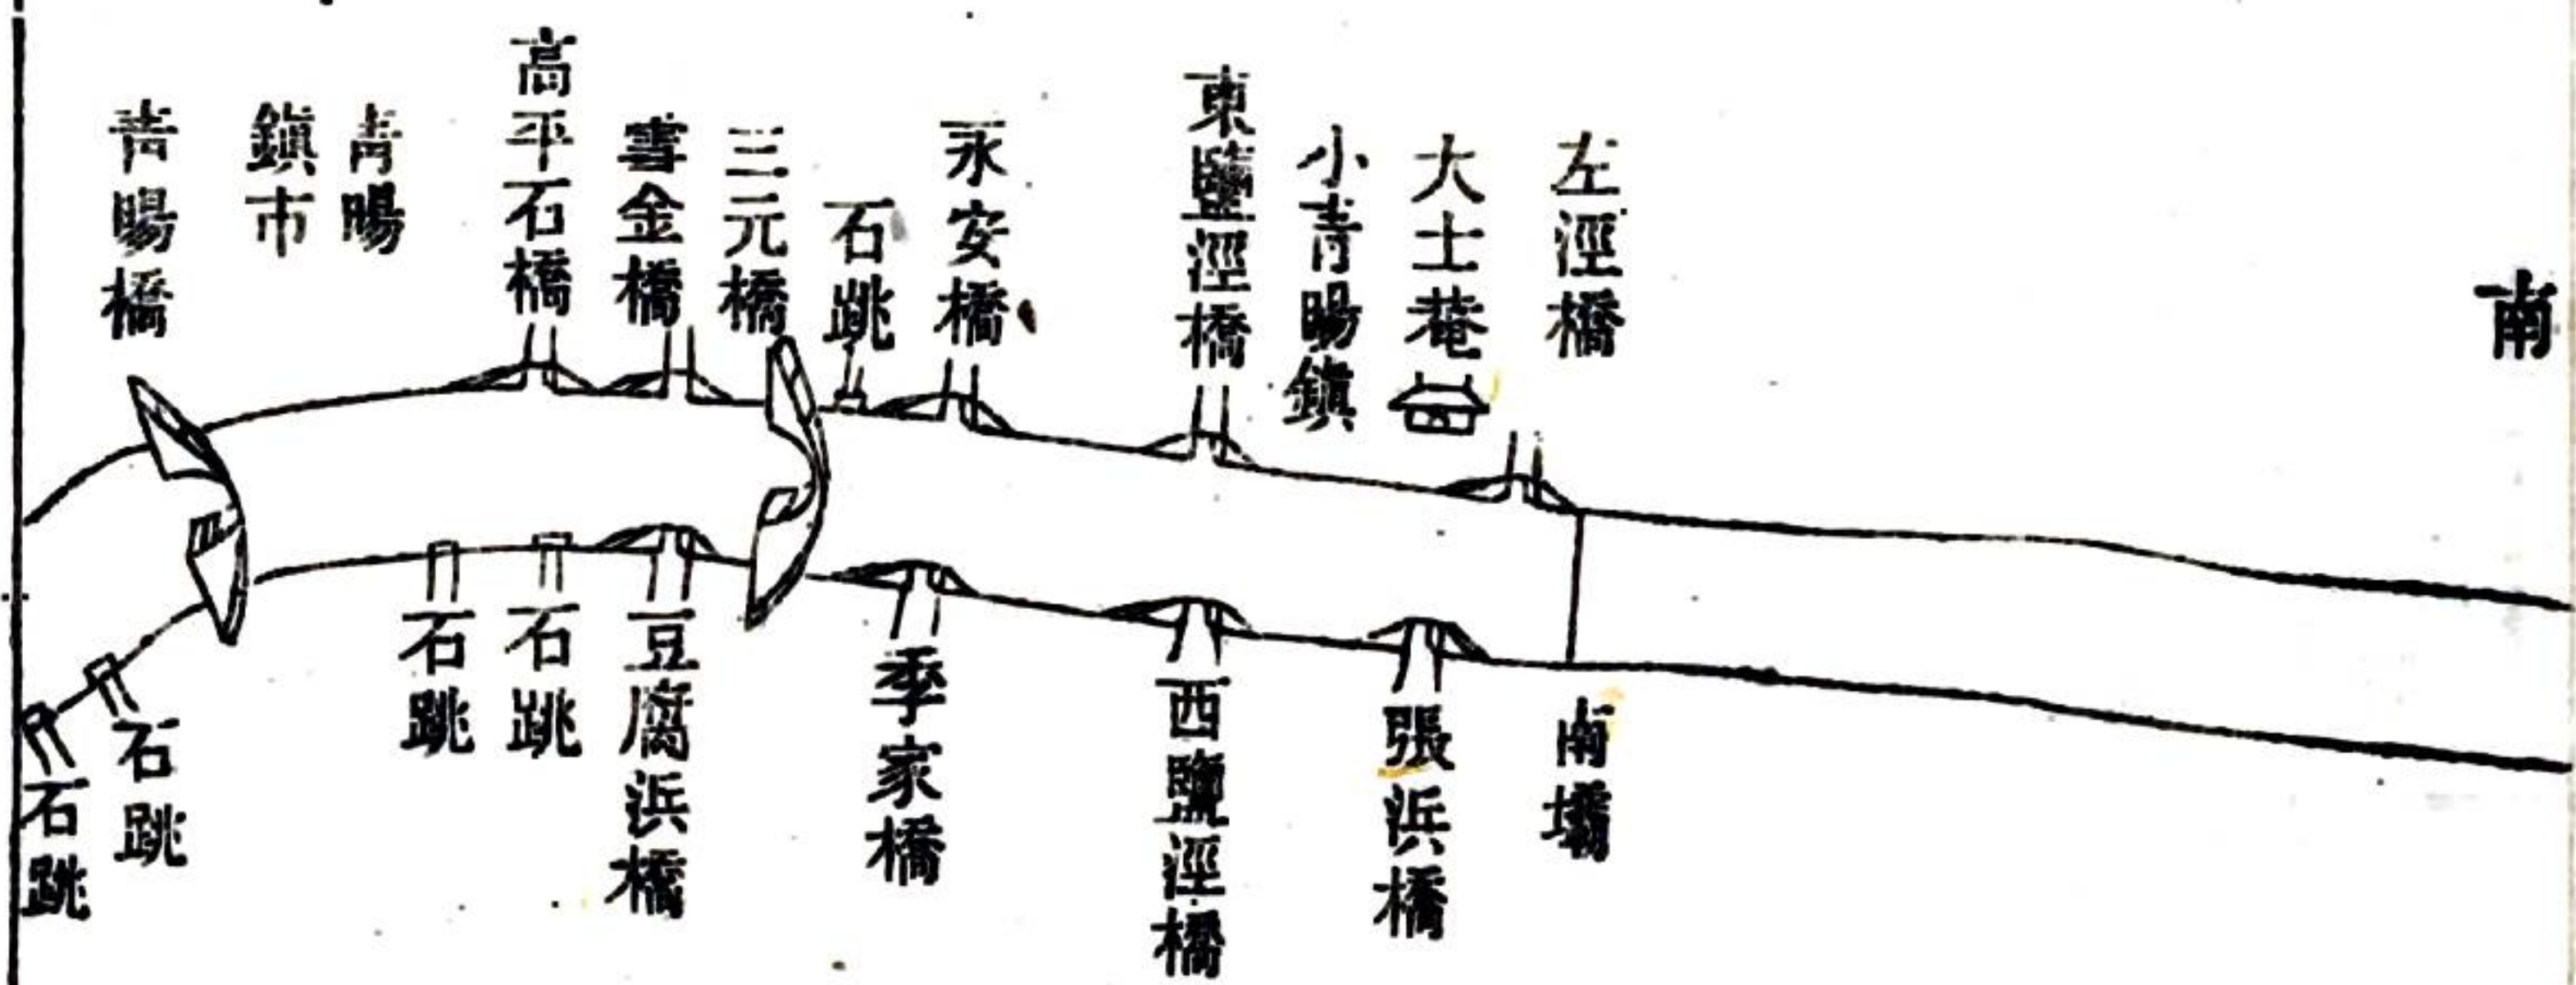 南
左涇橋
大士菴
小青暘鎮
東鹽涇橋
永安橋
石跳
三元橋
雲金橋
高平石橋
青暘
鎮市
青暘橋
南壩
張浜橋
西鹽涇橋
季家橋
豆腐浜橋
石跳
石跳
石跳
石跳